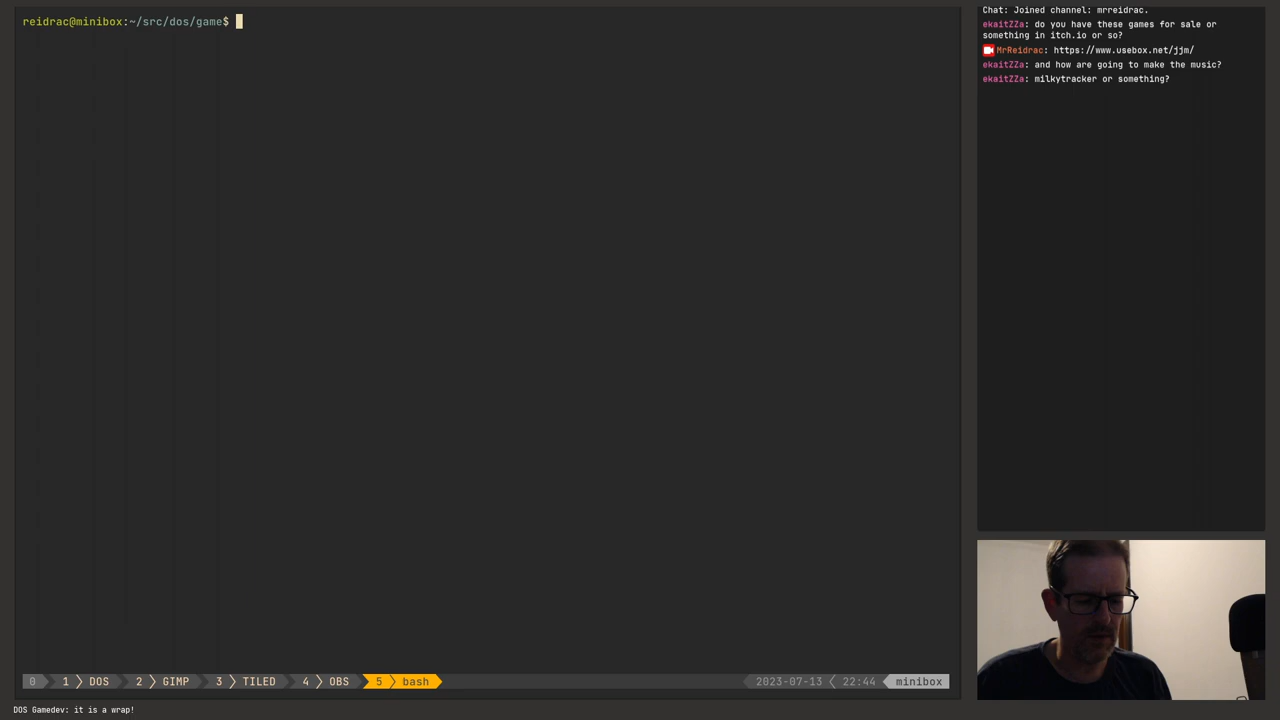 reidrac@minibox:~/src/dos/game$
Chat: Joined channel: mrreidrac.
ekaitZZa: do you have these games for sale or
something in itch.io or so?
MrReidrac: https://www.usebox.net/jjm/
ekaitZZa: and how are going to make the music?
ekaitZZa: milkytracker or something?
0 1 DOS 2 GIMP 3 TILED 4 OBS 5 bash 2023-07-13 22:44 minibox
DOS Gamedev: it is a wrap!